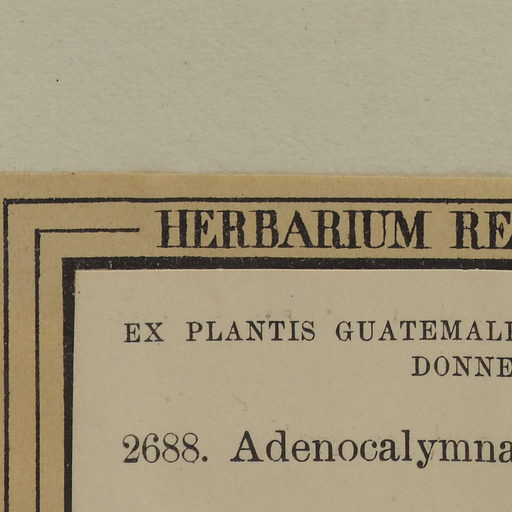 HERBARIUM RE
EX PLANTIS GUATEMALE
DONNE
2688. Adenocalymna